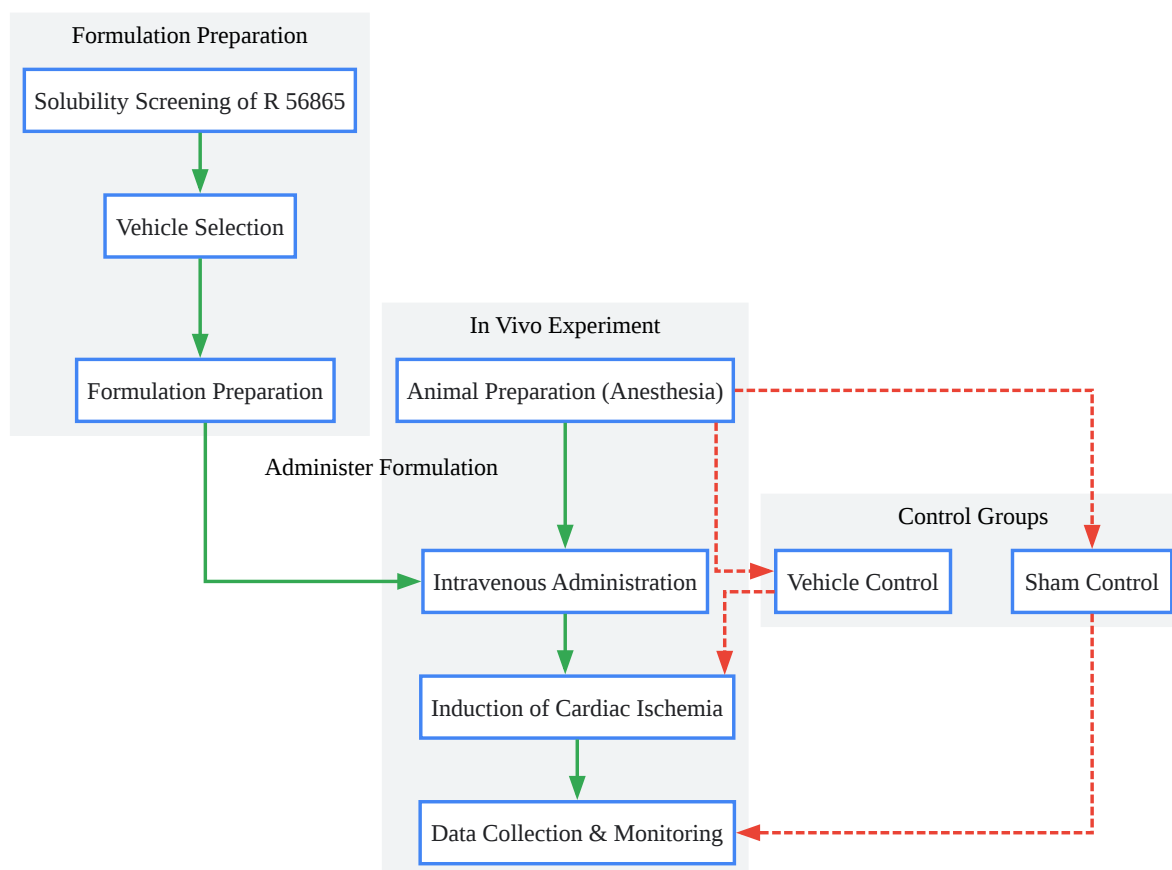 Formulation Preparation
Solubility Screening of R 56865
Vehicle Selection
Formulation Preparation
In Vivo Experiment
Animal Preparation (Anesthesia)
Administer Formulation
Intravenous Administration
Induction of Cardiac Ischemia
Data Collection & Monitoring
Control Groups
Vehicle Control
Sham Control